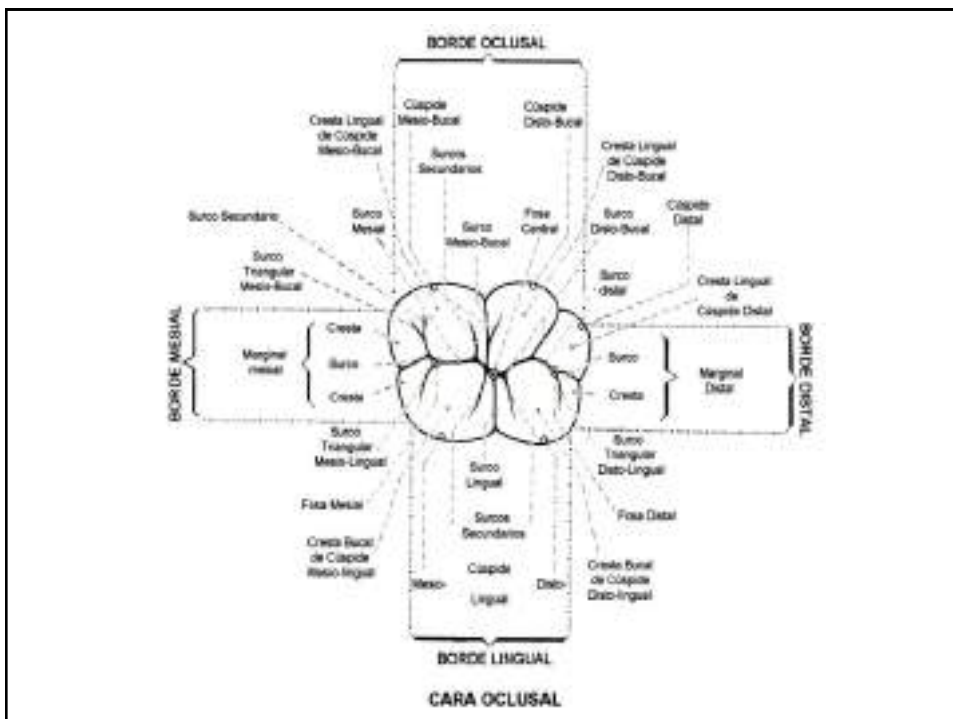 BORDE OCLUSAL
Cúspide
Mesio-Bucal
Cúspide
Disto-Bucal
Cresta Lingual
de Cúspide
Mesio-Bucal
Surcos
Secundarios
Cresta Lingual
de Cúspide
Disto-Bucal
Surco Secundario
Surco
Mesial
Surco
Mesio-Bucal
Fosa
Central
Surco
Disto-Bucal
Cúspide
Distal
Surco
Triangular
Mesio-Bucal
Surco
distal
Cresta Lingual
de
Cúspide Distal
BORDE MESIAL
Marginal
mesial
Cresta
Surco
Cresta
Surco
Cresta
Marginal
Distal
BORDE DISTAL
Surco
Triangular
Mesio-Lingual
Surco
Lingual
Surco
Triangular
Disto-Lingual
Fosa Mesial
Surcos
Secundarios
Fosa Distal
Cresta Bucal
de Cúspide
Mesio-lingual
Mesio-
Cúspide
Lingual
Disto-
Cresta Bucal
de Cúspide
Disto-lingual
BORDE LINGUAL
CARA OCLUSAL